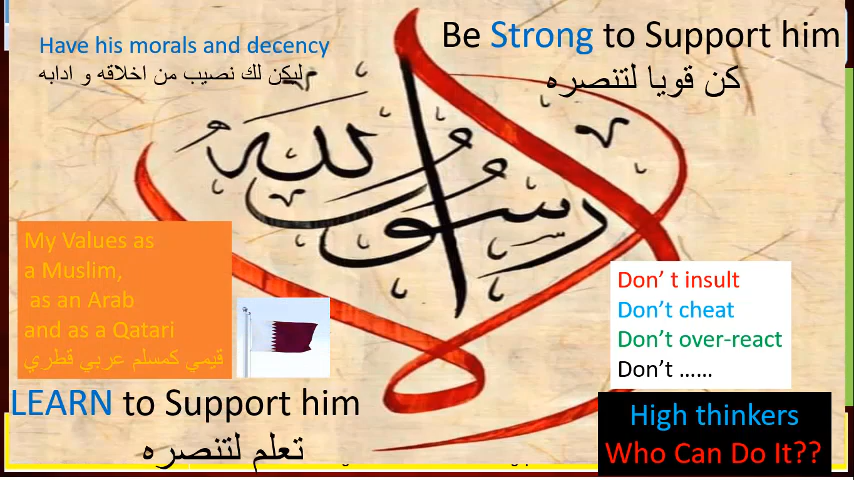 Have his morals and decency
ليكن لك نصيب من اخلاقه و ادابه
Be Strong to Support him
كن قويا لتنصره
رسول الله
My Values as
a Muslim,
as an Arab
and as a Qatari
قيمي كمسلم عربي قطري
Don' t insult
Don't cheat
Don't over-react
Don't ......
LEARN to Support him
تعلم لتنصره
High thinkers
Who Can Do It??